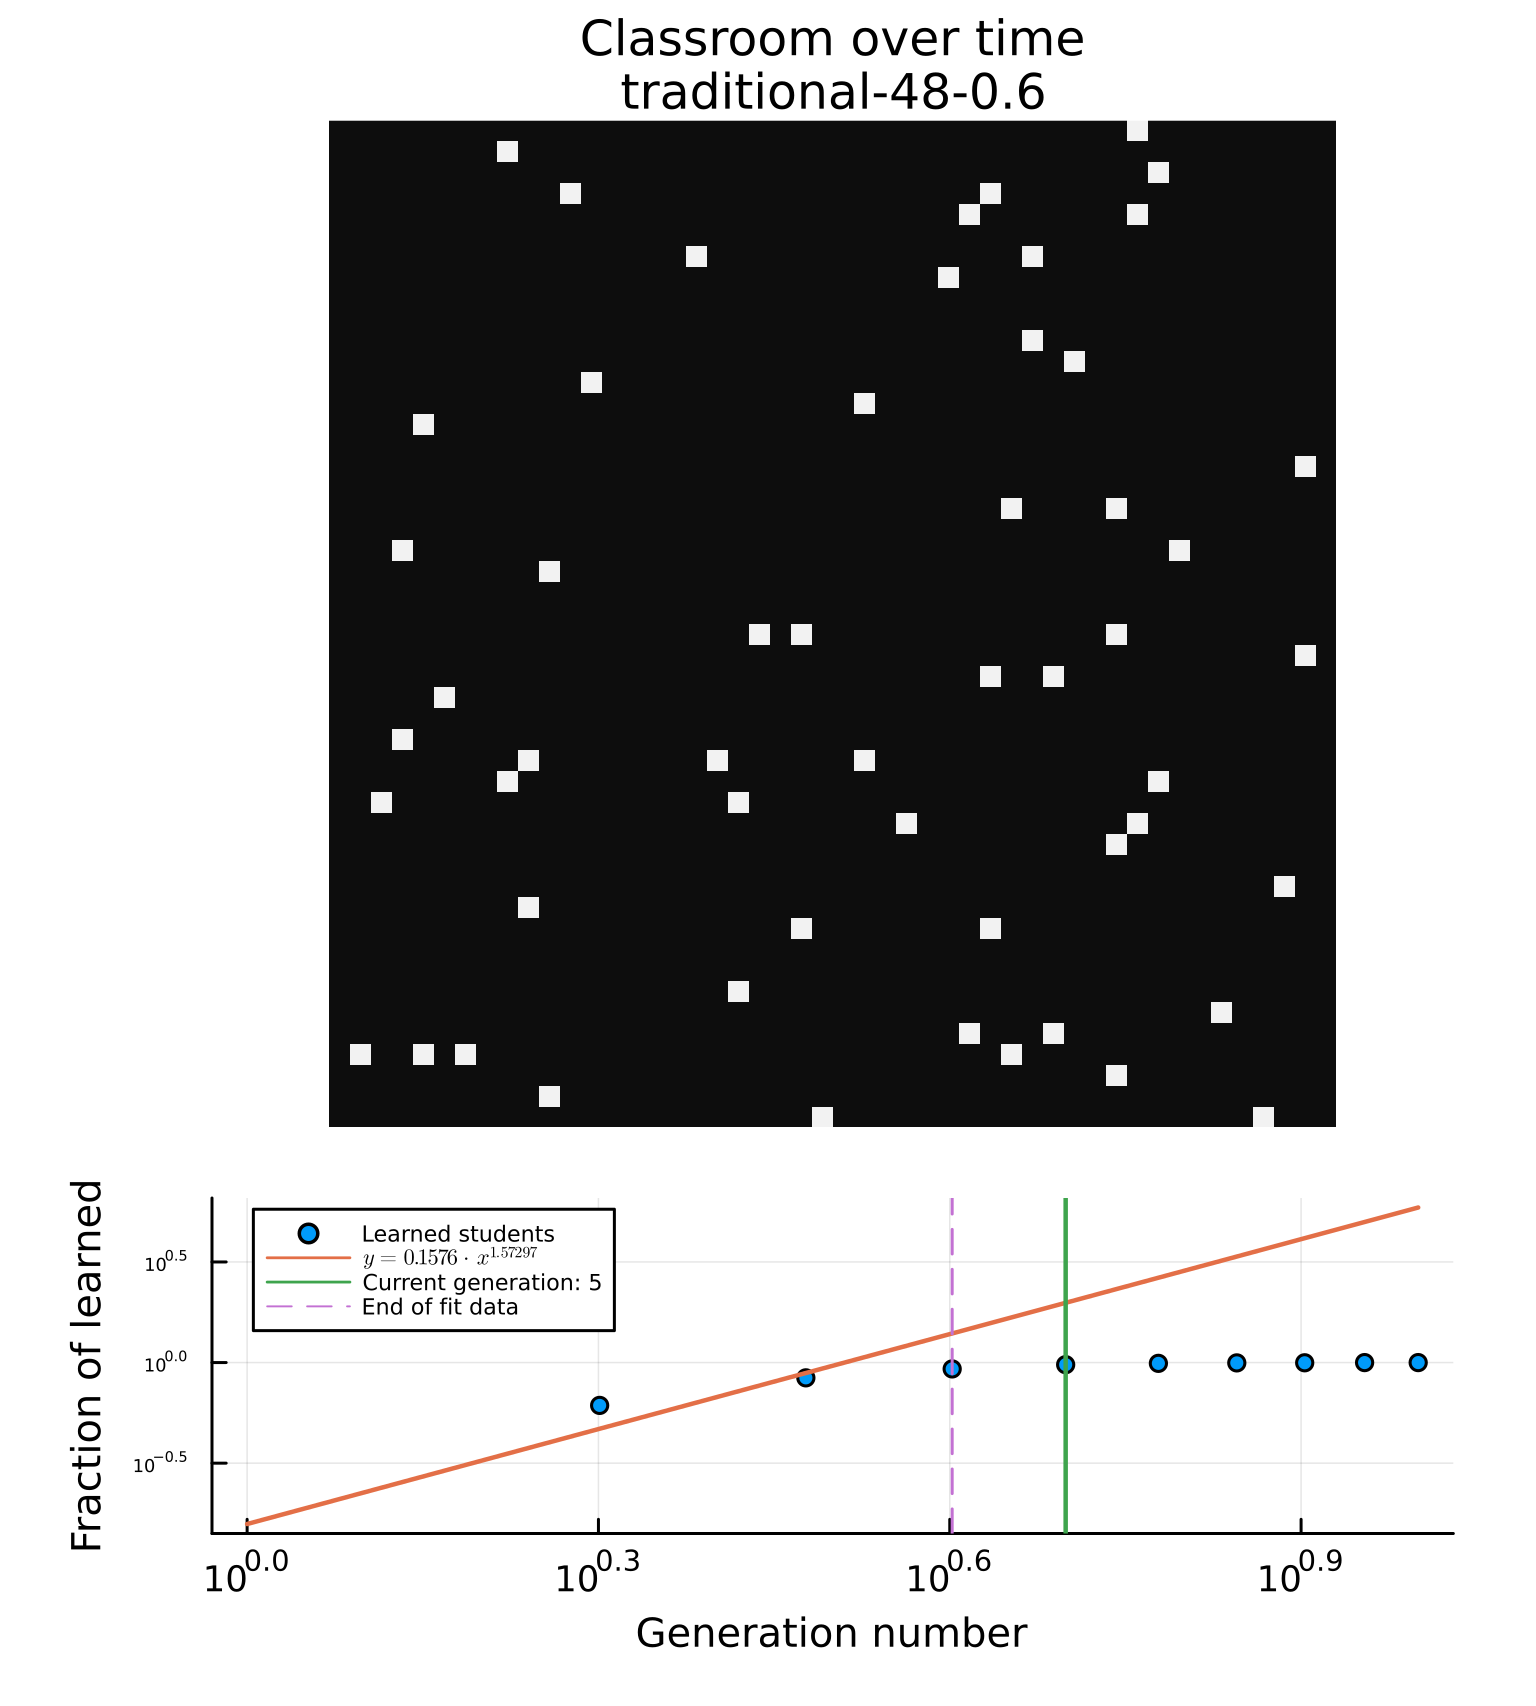 Classroom over time
traditional-48-0.6
Fraction of learned
Learned students
y = 0.1576 · x^1.57297
Current generation: 5
End of fit data
10^0.5
10^0.0
10^−0.5
10^0.0 10^0.3 10^0.6 10^0.9
Generation number